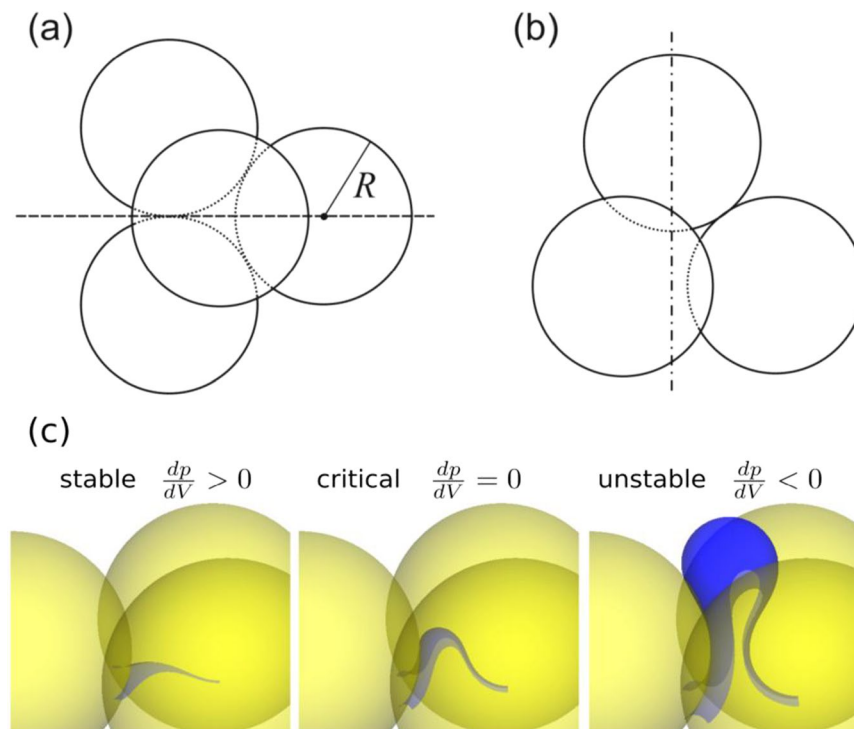 (a)
(b)
R
(c)
stable dp/dV > 0
critical dp/dV = 0
unstable dp/dV < 0